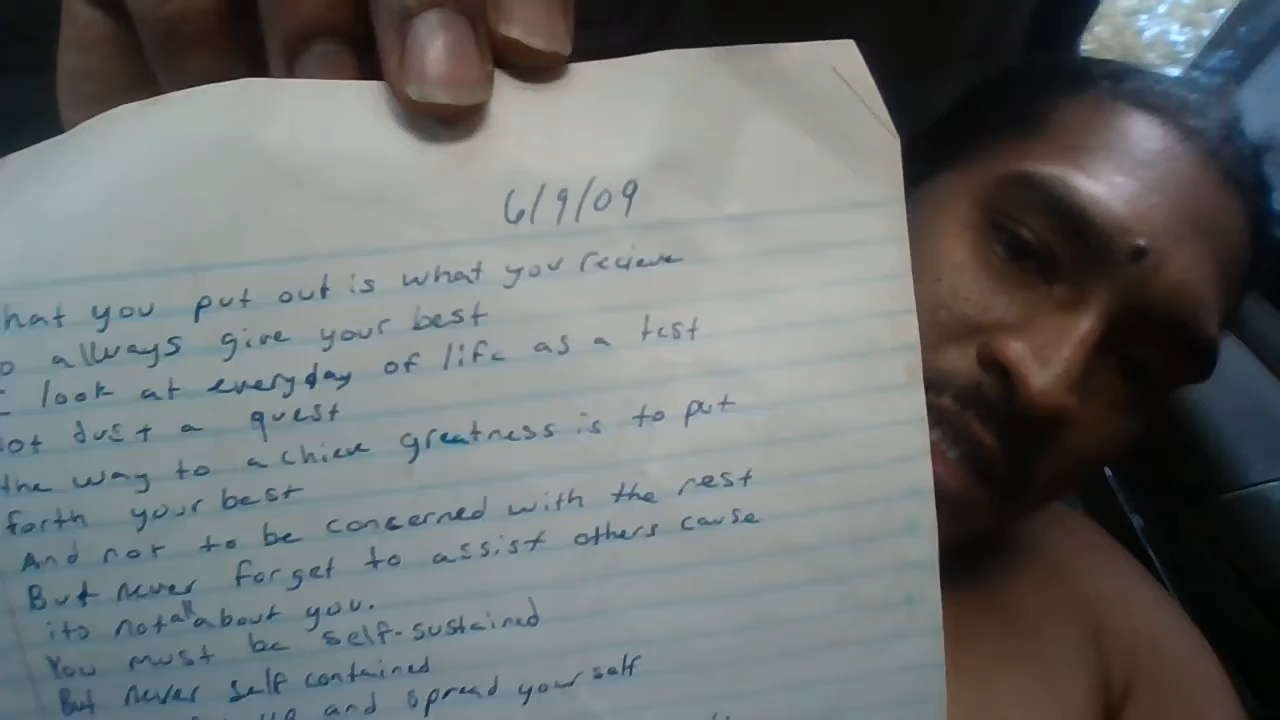 6/9/09
hat you put out is what you recieve
o allways give your best
I look at everyday of life as a test
not just a quest
the way to achieve greatness is to put
forth your best
And not to be concerned with the rest
But never forget to assist others cause
its not all about you.
You must be self-sustained
But never self contained
up and spread your self